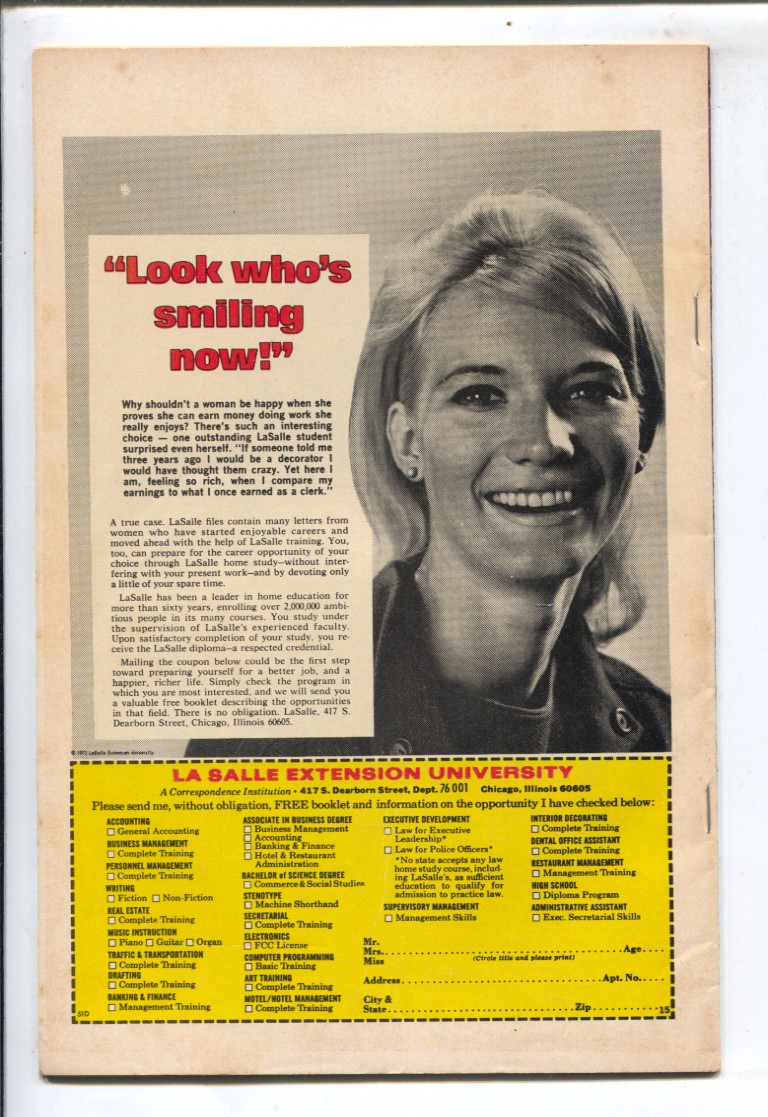 “Look who’s
smiling
now!”
Why shouldn’t a woman be happy when she
proves she can earn money doing work she
really enjoys? There’s such an interesting
choice — one outstanding LaSalle student
surprised even herself. “If someone told me
three years ago I would be a decorator I
would have thought them crazy. Yet here I
am, feeling so rich, when I compare my
earnings to what I once earned as a clerk.”
A true case. LaSalle files contain many letters from
women who have started enjoyable careers and
moved ahead with the help of LaSalle training. You,
too, can prepare for the career opportunity of your
choice through LaSalle home study—without inter-
fering with your present work—and by devoting only
a little of your spare time.
LaSalle has been a leader in home education for
more than sixty years, enrolling over 2,000,000 ambi-
tious people in its many courses. You study under
the supervision of LaSalle’s experienced faculty.
Upon satisfactory completion of your study, you re-
ceive the LaSalle diploma—a respected credential.
Mailing the coupon below could be the first step
toward preparing yourself for a better job, and a
happier, richer life. Simply check the program in
which you are most interested, and we will send you
a valuable free booklet describing the opportunities
in that field. There is no obligation. LaSalle, 417 S.
Dearborn Street, Chicago, Illinois 60605.
© 1972 LaSalle Extension University
LA SALLE EXTENSION UNIVERSITY
A Correspondence Institution • 417 S. Dearborn Street, Dept. 76 001 Chicago, Illinois 60605
Please send me, without obligation, FREE booklet and information on the opportunity I have checked below:
ACCOUNTING
☐ General Accounting
BUSINESS MANAGEMENT
☐ Complete Training
PERSONNEL MANAGEMENT
☐ Complete Training
WRITING
☐ Fiction ☐ Non-Fiction
REAL ESTATE
☐ Complete Training
MUSIC INSTRUCTION
☐ Piano ☐ Guitar ☐ Organ
TRAFFIC & TRANSPORTATION
☐ Complete Training
DRAFTING
☐ Complete Training
BANKING & FINANCE
☐ Management Training
51D
ASSOCIATE IN BUSINESS DEGREE
☐ Business Management
☐ Accounting
☐ Banking & Finance
☐ Hotel & Restaurant
Administration
BACHELOR of SCIENCE DEGREE
☐ Commerce & Social Studies
STENOTYPE
☐ Machine Shorthand
SECRETARIAL
☐ Complete Training
ELECTRONICS
☐ FCC License
COMPUTER PROGRAMMING
☐ Basic Training
ART TRAINING
☐ Complete Training
MOTEL/HOTEL MANAGEMENT
☐ Complete Training
EXECUTIVE DEVELOPMENT
☐ Law for Executive
Leadership*
☐ Law for Police Officers*
*No state accepts any law
home study course, includ-
ing LaSalle’s, as sufficient
education to qualify for
admission to practice law.
SUPERVISORY MANAGEMENT
☐ Management Skills
INTERIOR DECORATING
☐ Complete Training
DENTAL OFFICE ASSISTANT
☐ Complete Training
RESTAURANT MANAGEMENT
☐ Management Training
HIGH SCHOOL
☐ Diploma Program
ADMINISTRATIVE ASSISTANT
☐ Exec. Secretarial Skills
Mr.
Mrs. Age
Miss (Circle title and please print)
Address Apt. No.
City &
State Zip 15